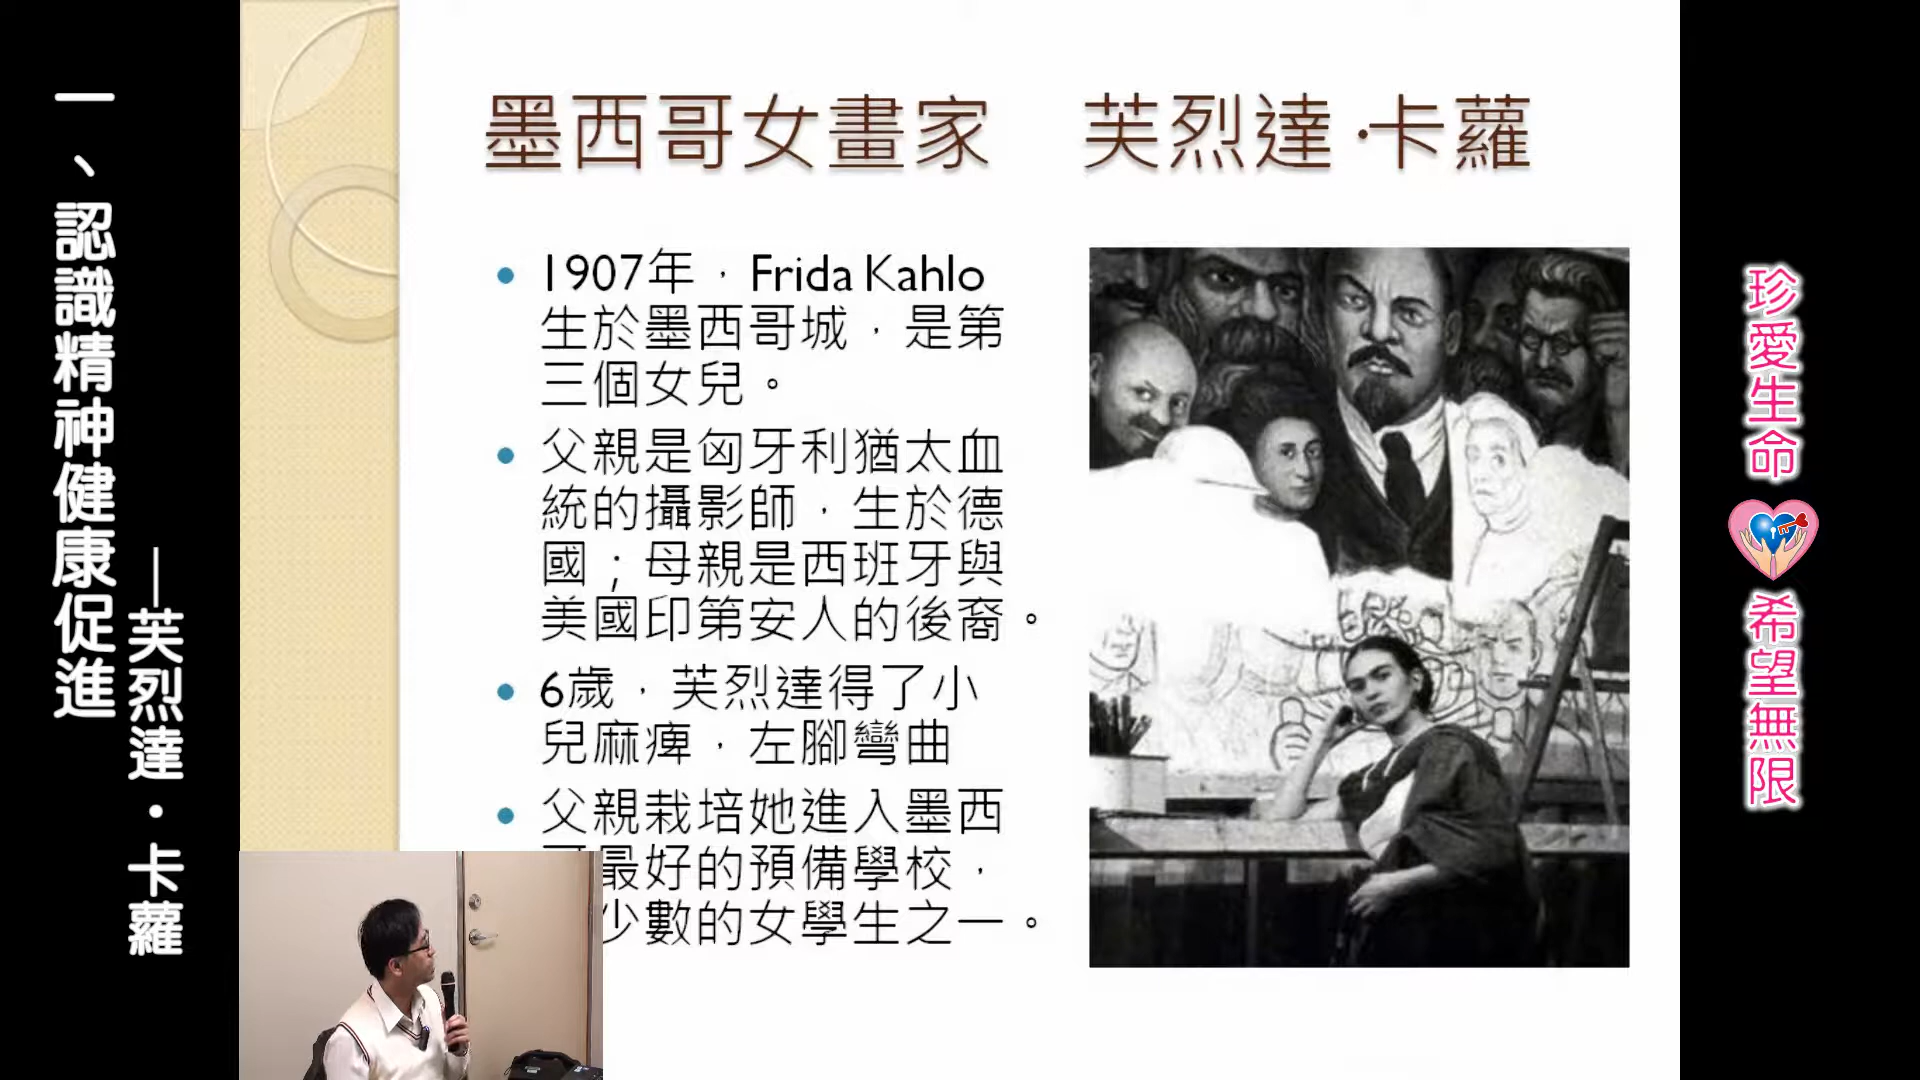 一、認識精神健康促進
—芙烈達・卡蘿
墨西哥女畫家 芙烈達·卡蘿
1907年，Frida Kahlo
生於墨西哥城，是第
三個女兒。
父親是匈牙利猶太血
統的攝影師，生於德
國；母親是西班牙與
美國印第安人的後裔。
6歲，芙烈達得了小
兒麻痺，左腳彎曲
父親栽培她進入墨西
最好的預備學校，
少數的女學生之一。
珍愛生命
希望無限